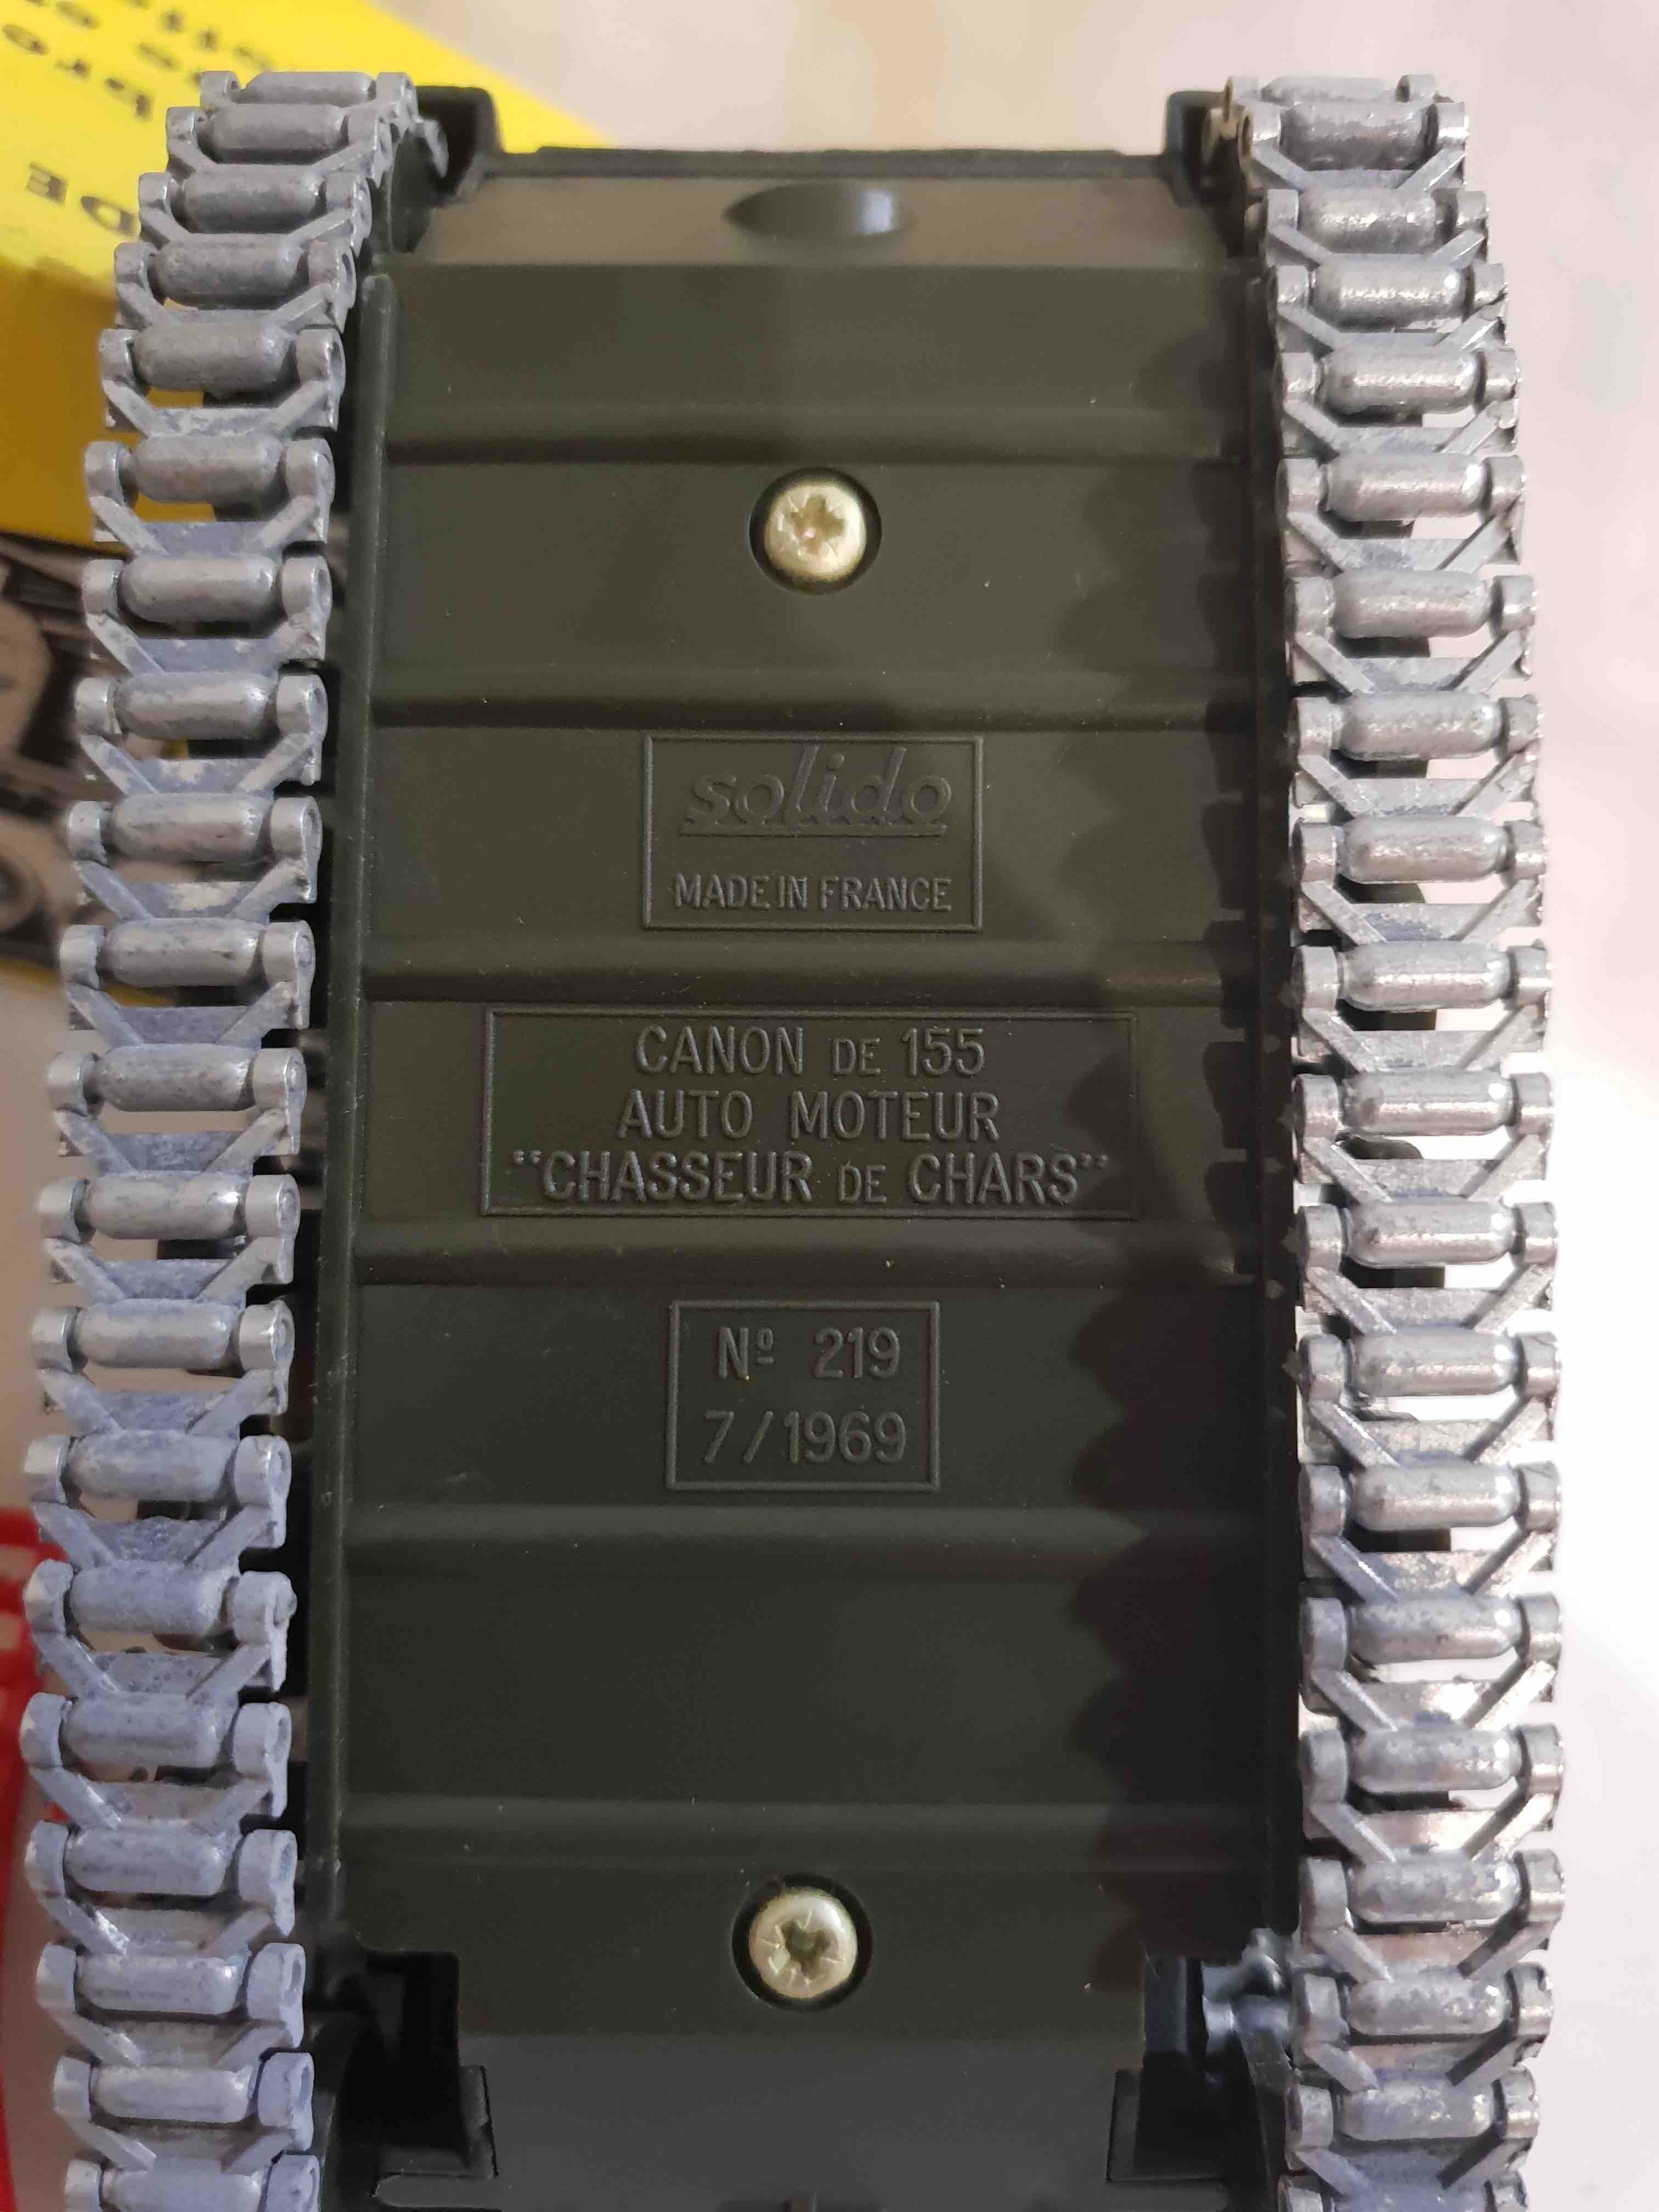 solido
MADE IN FRANCE
CANON DE 155
AUTO MOTEUR
"CHASSEUR DE CHARS"
Nº 219
7/1969